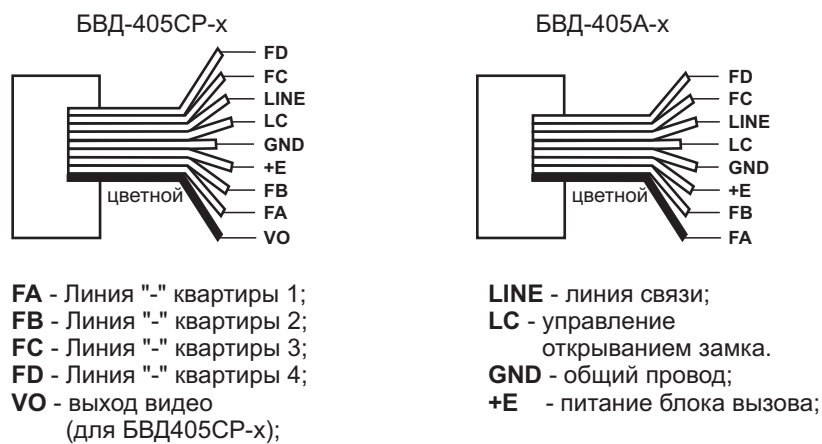 БВД-405СР-х
FD
FC
LINE
LC
GND
+E
FB
FA
VO
цветной
БВД-405А-х
FD
FC
LINE
LC
GND
+E
FB
FA
цветной
FA - Линия "-" квартиры 1;
FB - Линия "-" квартиры 2;
FC - Линия "-" квартиры 3;
FD - Линия "-" квартиры 4;
VO - выход видео
(для БВД405СР-х);
LINE - линия связи;
LC - управление
открыванием замка.
GND - общий провод;
+E - питание блока вызова;